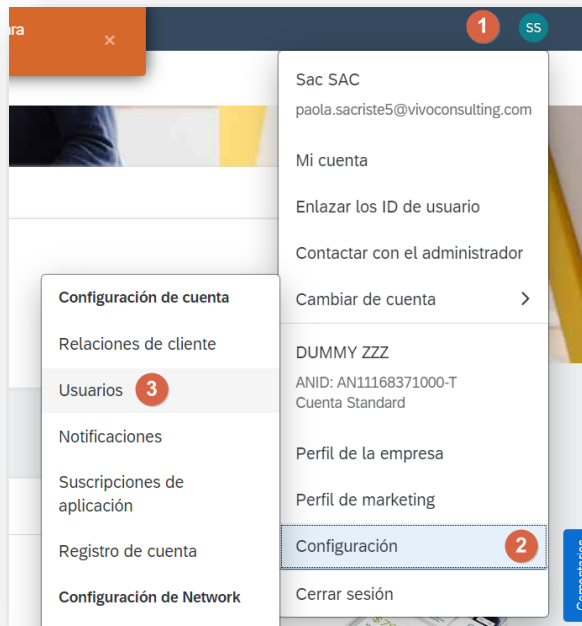 ra
×
1
SS
Sac SAC
paola.sacriste5@vivoconsulting.com
Mi cuenta
Enlazar los ID de usuario
Contactar con el administrador
Cambiar de cuenta
DUMMY ZZZ
ANID: AN11168371000-T
Cuenta Standard
Perfil de la empresa
Perfil de marketing
Configuración 2
Cerrar sesión
Configuración de cuenta
Relaciones de cliente
Usuarios 3
Notificaciones
Suscripciones de
aplicación
Registro de cuenta
Configuración de Network
Comentarios